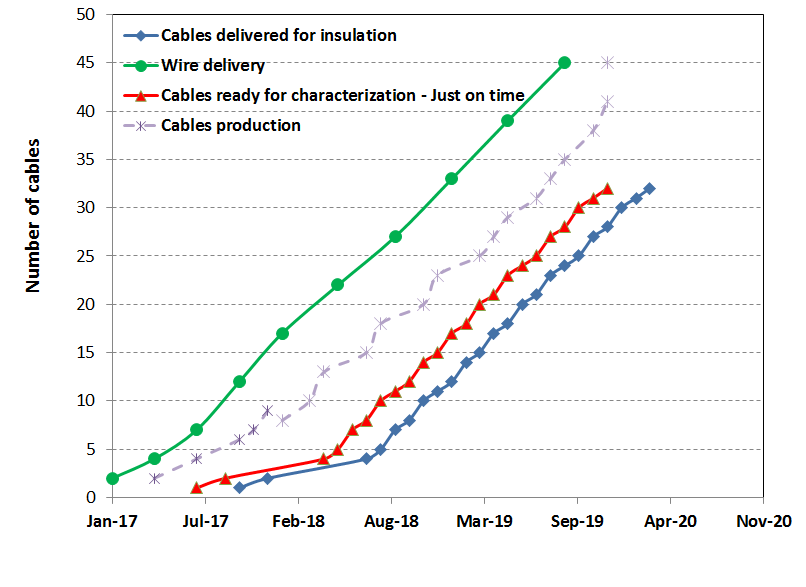 50
45
40
35
30
25
20
15
10
5
0
Number of cables
Cables delivered for insulation
Wire delivery
Cables ready for characterization - Just on time
Cables production
Jan-17 Jul-17 Feb-18 Aug-18 Mar-19 Sep-19 Apr-20 Nov-20